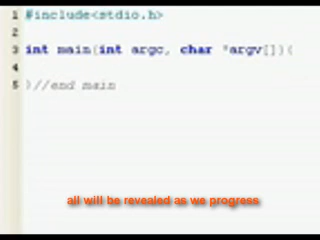 1 #include<stdio.h>
2
3 int main(int argc, char *argv[]){
4
5 }//end main
all will be revealed as we progress